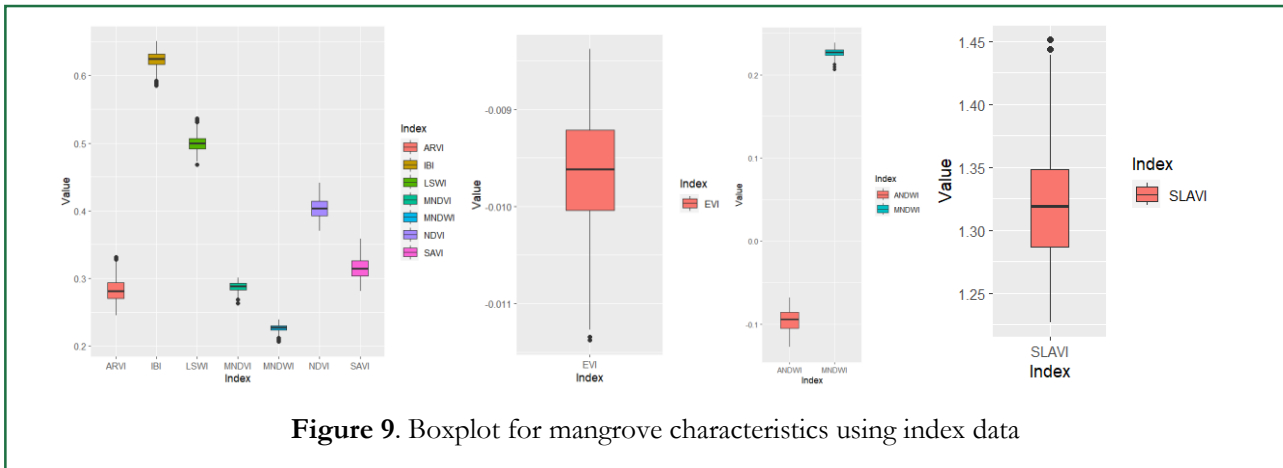 Value
0.6
0.5
0.4
0.3
0.2
ARVI IBI LSWI MNDVI MNDWI NDVI SAVI
Index
Index
ARVI
IBI
LSWI
MNDVI
MNDWI
NDVI
SAVI
Value
-0.009
-0.010
-0.011
EVI
Index
Index
EVI
Value
0.2
0.1
0.0
-0.1
ANDWI MNDWI
Index
Index
ANDWI
MNDWI
Value
1.45
1.40
1.35
1.30
1.25
SLAVI
Index
Index
SLAVI
Figure 9. Boxplot for mangrove characteristics using index data